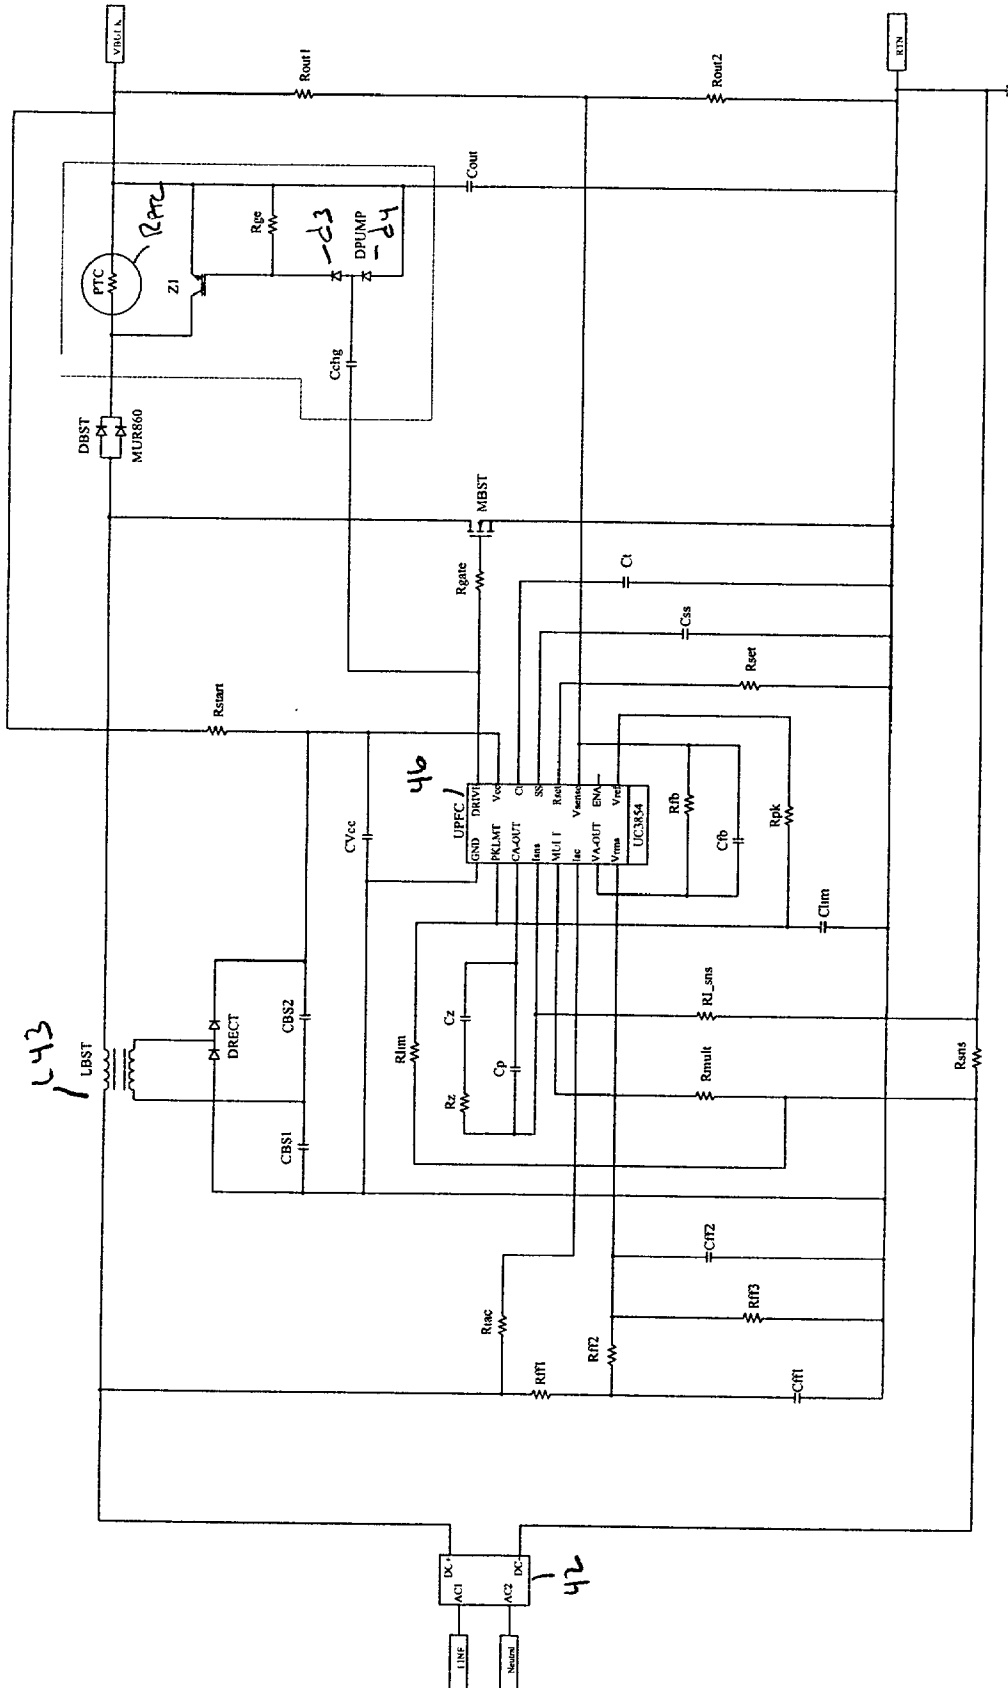 VBULK
RTN
Rout1
Rout2
Cout
PTC
RPTC
Z1
Rge
d3
DPUMP
d4
Cchg
DBST
MUR860
MBST
Rgate
Ct
Css
Rset
Rstart
46
UPFC
CVcc
GND
PKLMT
CA-OUT
Isns
MULT
Iac
VA-OUT
Vrms
DRIVE
Vcc
Ct
SS
Rset
Vsense
ENA
Vref
UC3854
Rfb
Cfb
Rpk
Clim
L43
LBST
DRECT
CBS2
CBS1
Rlim
Cz
Rz
Cp
RI_sns
Rmult
Rsns
Riac
Rff1
Rff2
Rff3
Cff2
Cff1
DC+
DC-
AC1
AC2
42
LINE
Neutral